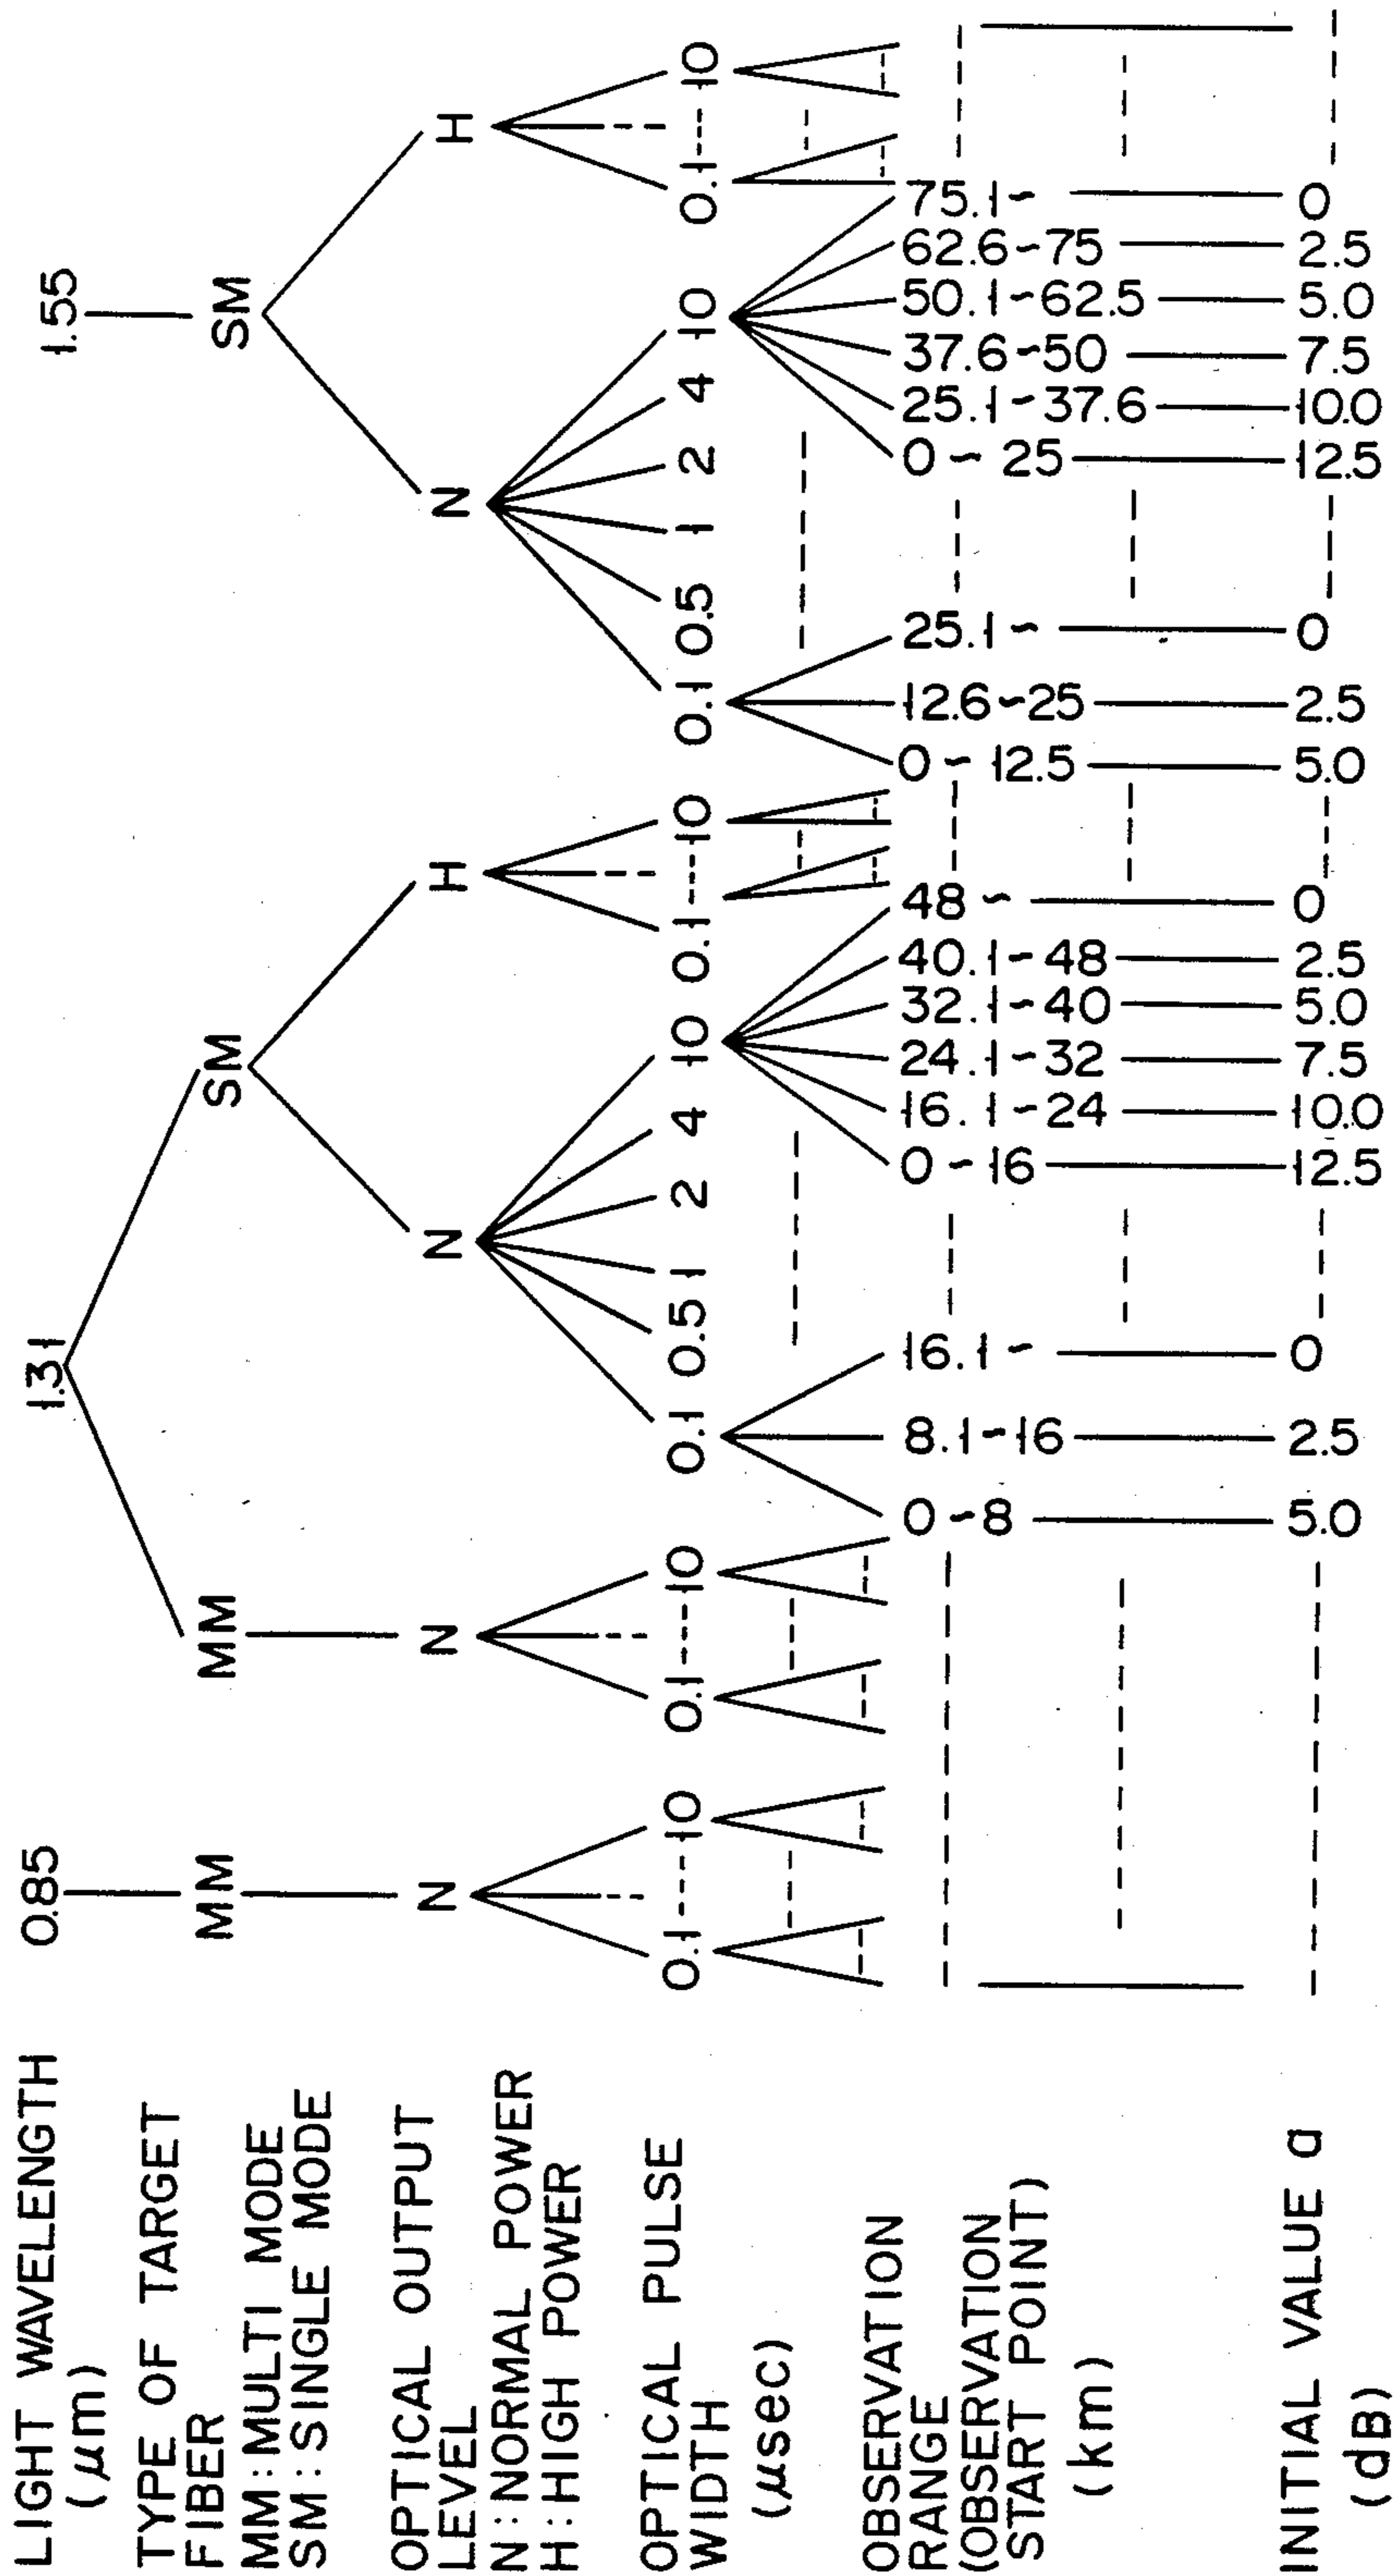 LIGHT WAVELENGTH 0.85 1.31 1.55
(μm)
TYPE OF TARGET MM MM SM SM
FIBER
MM:MULTI MODE
SM:SINGLE MODE
OPTICAL OUTPUT N N N H N H
LEVEL
N:NORMAL POWER
H:HIGH POWER
OPTICAL PULSE 0.1 10 0.1 10 0.1 0.5 1 2 4 10 0.1 10 0.1 0.5 1 2 4 10 0.1 10
WIDTH
(μsec)
OBSERVATION 0~8 8.1~16 16.1~ 0~16 16.1~24 24.1~32 32.1~40 40.1~48 48~ 0~12.5 12.6~25 25.1~ 0~25 25.1~37.6 37.6~50 50.1~62.5 62.6~75 75.1~
RANGE
(OBSERVATION
START POINT)
(km)
INITIAL VALUE a 5.0 2.5 0 12.5 10.0 7.5 5.0 2.5 0 5.0 2.5 0 12.5 10.0 7.5 5.0 2.5 0
(dB)